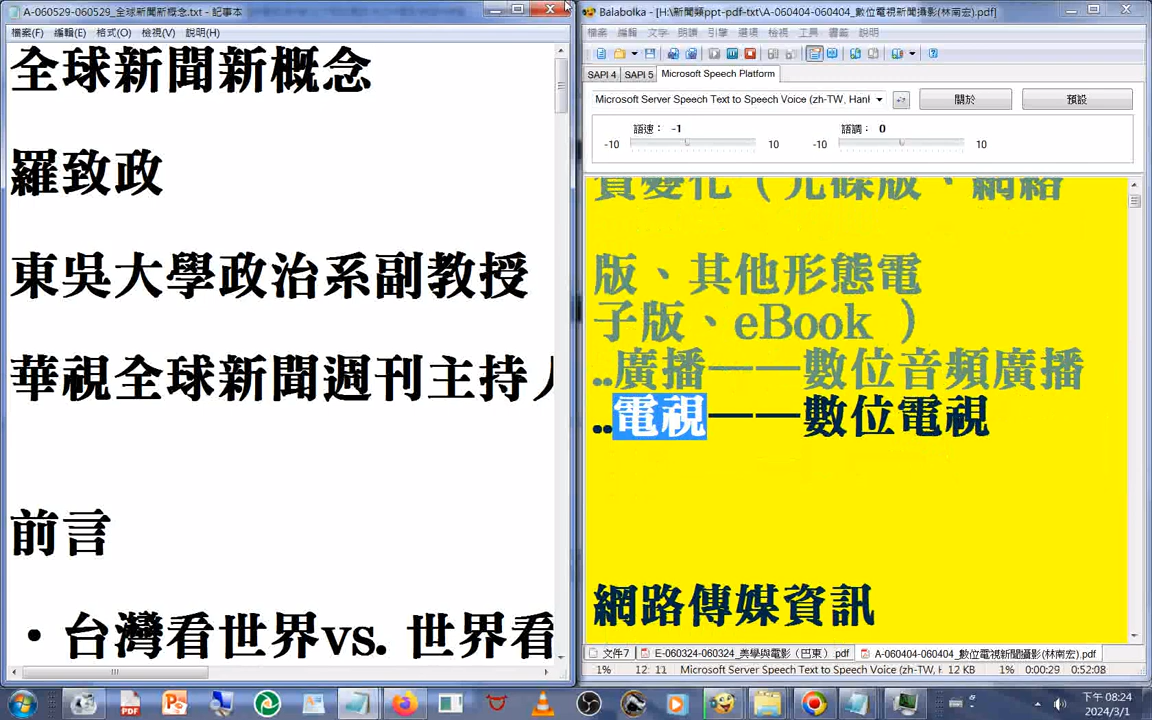 A-060529-060529_全球新聞新概念.txt - 記事本
檔案(F) 編輯(E) 格式(O) 檢視(V) 說明(H)
全球新聞新概念
羅致政
東吳大學政治系副教授
華視全球新聞週刊主持人
前言
• 台灣看世界vs. 世界看
Balabolka - [H:\新聞類ppt-pdf-txt\A-060404-060404_數位電視新聞攝影(林南宏).pdf]
檔案 編輯 文字 朗讀 引擎 選項 檢視 工具 書籤 說明
SAPI 4 SAPI 5 Microsoft Speech Platform
Microsoft Server Speech Text to Speech Voice (zh-TW, Hanl
關於 預設
語速： -1 語調： 0
-10 10 -10 10
質變化（光碟版、網絡
版、其他形態電
子版、eBook ）
..廣播——數位音頻廣播
..電視——數位電視
網路傳媒資訊
文件7 E-060324-060324_美學與電影（巴東）.pdf A-060404-060404_數位電視新聞攝影(林南宏).pdf
1% 12: 11 Microsoft Server Speech Text to Speech Voice (zh-TW, H 12 KB 1% 0:00:29 0:52:08
下午 08:24
2024/3/1